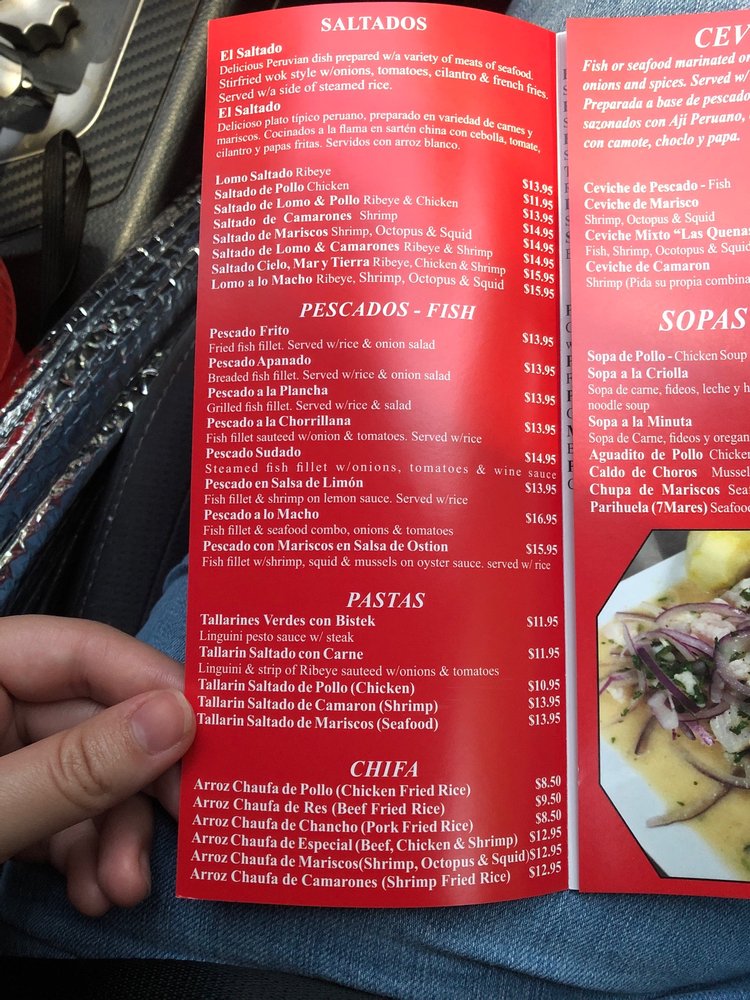 SALTADOS
El Saltado
Delicious Peruvian dish prepared w/a variety of meats of seafood.
Stirfried wok style w/onions, tomatoes, cilantro & french fries.
Served w/a side of steamed rice.
El Saltado
Delicioso plato típico peruano, preparado en variedad de carnes y
mariscos. Cocinados a la flama en sartén china con cebolla, tomate,
cilantro y papas fritas. Servidos con arroz blanco.
Lomo Saltado Ribeye $13.95
Saltado de Pollo Chicken $11.95
Saltado de Lomo & Pollo Ribeye & Chicken $13.95
Saltado de Camarones Shrimp $14.95
Saltado de Mariscos Shrimp, Octopus & Squid $14.95
Saltado de Lomo & Camarones Ribeye & Shrimp $14.95
Saltado Cielo, Mar y Tierra Ribeye, Chicken & Shrimp $15.95
Lomo a lo Macho Ribeye, Shrimp, Octopus & Squid $15.95
PESCADOS - FISH
Pescado Frito $13.95
Fried fish fillet. Served w/rice & onion salad
Pescado Apanado $13.95
Breaded fish fillet. Served w/rice & onion salad
Pescado a la Plancha $13.95
Grilled fish fillet. Served w/rice & salad
Pescado a la Chorrillana $13.95
Fish fillet sauteed w/onion & tomatoes. Served w/rice
Pescado Sudado $14.95
Steamed fish fillet w/onions, tomatoes & wine sauce
Pescado en Salsa de Limón $13.95
Fish fillet & shrimp on lemon sauce. Served w/rice
Pescado a lo Macho $16.95
Fish fillet & seafood combo, onions & tomatoes
Pescado con Mariscos en Salsa de Ostion $15.95
Fish fillet w/shrimp, squid & mussels on oyster sauce. served w/ rice
PASTAS
Tallarines Verdes con Bistek $11.95
Linguini pesto sauce w/ steak
Tallarin Saltado con Carne $11.95
Linguini & strip of Ribeye sauteed w/onions & tomatoes
Tallarin Saltado de Pollo (Chicken) $10.95
Tallarin Saltado de Camaron (Shrimp) $13.95
Tallarin Saltado de Mariscos (Seafood) $13.95
CHIFA
Arroz Chaufa de Pollo (Chicken Fried Rice) $8.50
Arroz Chaufa de Res (Beef Fried Rice) $9.50
Arroz Chaufa de Chancho (Pork Fried Rice) $8.50
Arroz Chaufa de Especial (Beef, Chicken & Shrimp) $12.95
Arroz Chaufa de Mariscos(Shrimp, Octopus & Squid) $12.95
Arroz Chaufa de Camarones (Shrimp Fried Rice) $12.95
CEV
Fish or seafood marinated
onions and spices. Served w/
Preparada a base de pescado
sazonados con Ají Peruano,
con camote, choclo y papa.
Ceviche de Pescado - Fish
Ceviche de Marisco
Shrimp, Octopus & Squid
Ceviche Mixto "Las Quenas
Fish, Shrimp, Ocotopus & Squid
Ceviche de Camaron
Shrimp (Pida su propia combina
SOPAS
Sopa de Pollo - Chicken Soup
Sopa a la Criolla
Sopa de carne, fideos, leche y h
noodle soup
Sopa a la Minuta
Sopa de Carne, fideos y oregan
Aguadito de Pollo Chicken
Caldo de Choros Mussel
Chupa de Mariscos Sea
Parihuela (7Mares) Seafood